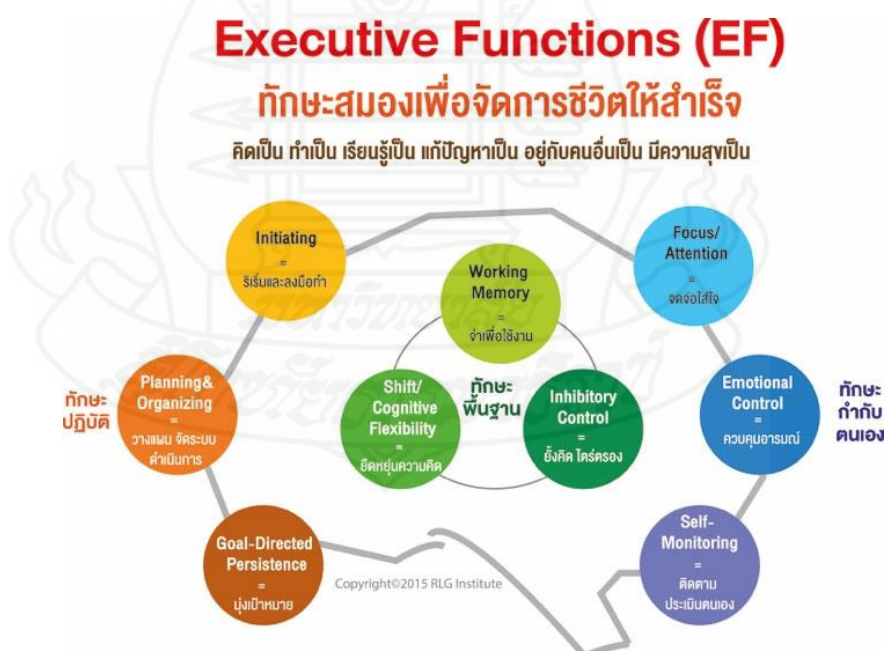 Executive Functions (EF)
ทักษะสมองเพื่อจัดการชีวิตให้สำเร็จ
คิดเป็น ทำเป็น เรียนรู้เป็น แก้ปัญหาเป็น อยู่กับคนอื่นเป็น มีความสุขเป็น
Initiating
=
ริเริ่มและลงมือทำ
Focus/
Attention
=
จดจ่อใส่ใจ
Working
Memory
=
จำเพื่อใช้งาน
ทักษะ
ปฏิบัติ
Planning&
Organizing
=
วางแผน จัดระบบ
ดำเนินการ
Shift/
Cognitive
Flexibility
=
ยืดหยุ่นความคิด
ทักษะ
พื้นฐาน
Inhibitory
Control
=
ยั้งคิด ไตร่ตรอง
Emotional
Control
=
ควบคุมอารมณ์
ทักษะ
กำกับ
ตนเอง
Goal-Directed
Persistence
=
มุ่งเป้าหมาย
Self-
Monitoring
=
ติดตาม
ประเมินตนเอง
Copyright©2015 RLG Institute